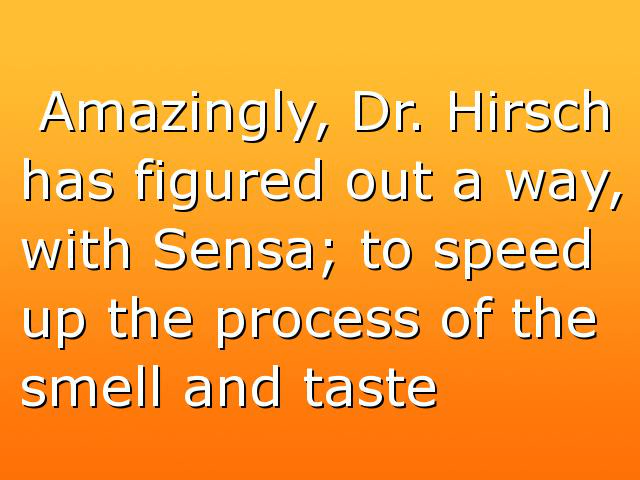 Amazingly, Dr. Hirsch
has figured out a way,
with Sensa; to speed
up the process of the
smell and taste